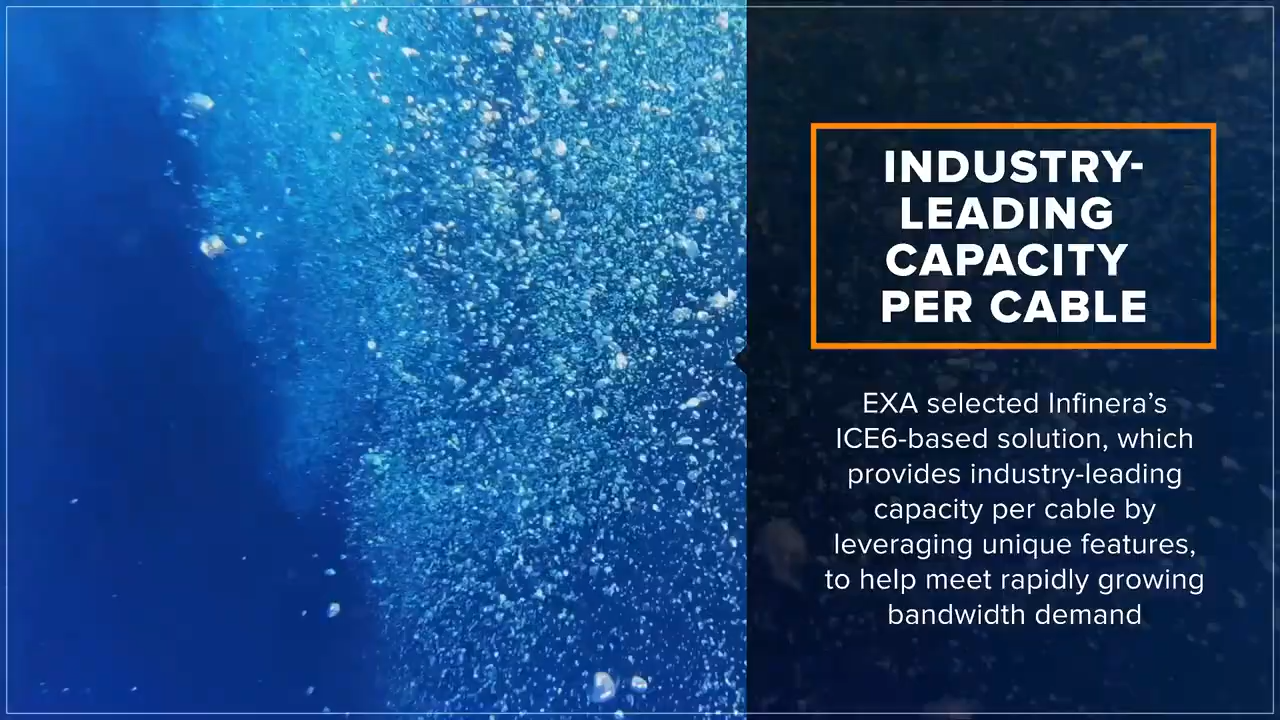 INDUSTRY-
LEADING
CAPACITY
PER CABLE
EXA selected Infinera’s
ICE6-based solution, which
provides industry-leading
capacity per cable by
leveraging unique features,
to help meet rapidly growing
bandwidth demand